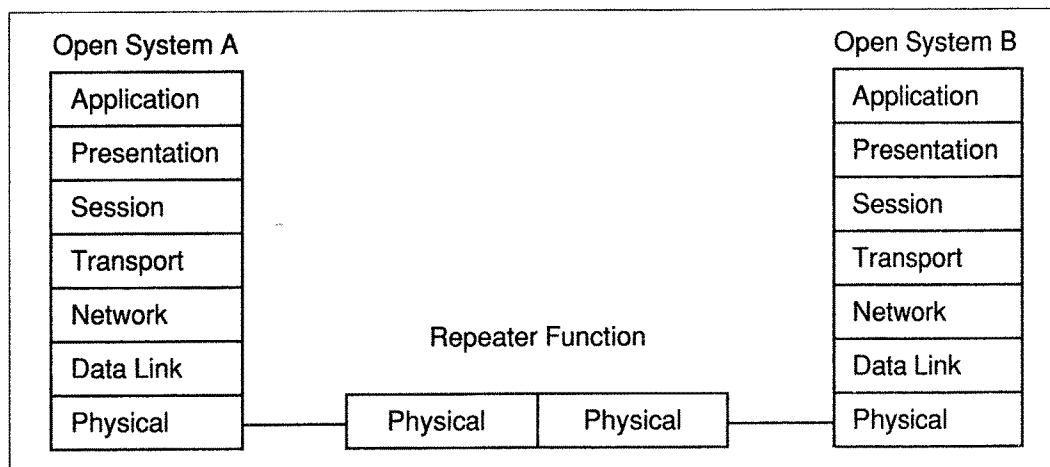 Open System A
Application
Presentation
Session
Transport
Network
Data Link
Physical
Repeater Function
Physical
Physical
Open System B
Application
Presentation
Session
Transport
Network
Data Link
Physical